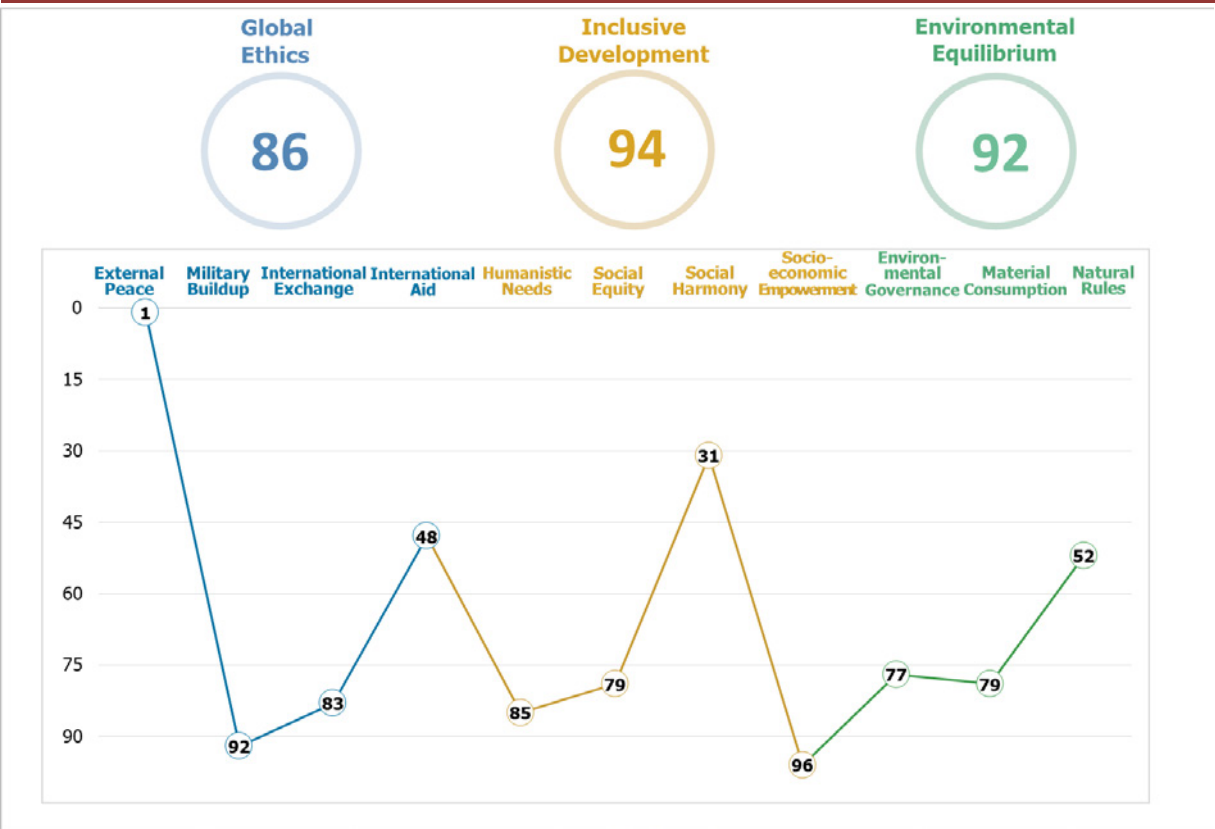 Global
Ethics
86
Inclusive
Development
94
Environmental
Equilibrium
92
External
Peace
Military
Buildup
International
Exchange
International
Aid
Humanistic
Needs
Social
Equity
Social
Harmony
Socio-
economic
Empowerment
Environ-
mental
Governance
Material
Consumption
Natural
Rules
0
15
30
45
60
75
90
1
92
83
48
85
79
31
96
77
79
52